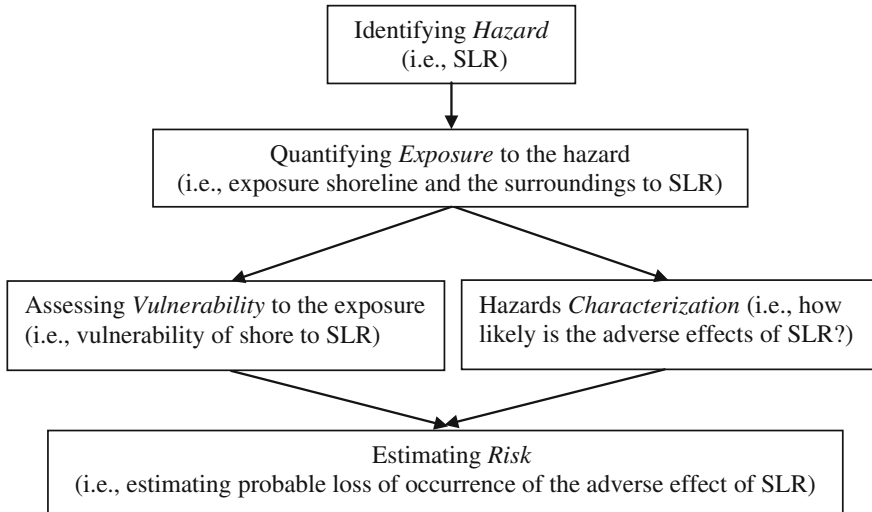 Identifying Hazard
(i.e., SLR)
Quantifying Exposure to the hazard
(i.e., exposure shoreline and the surroundings to SLR)
Assessing Vulnerability to the exposure
(i.e., vulnerability of shore to SLR)
Hazards Characterization (i.e., how
likely is the adverse effects of SLR?)
Estimating Risk
(i.e., estimating probable loss of occurrence of the adverse effect of SLR)